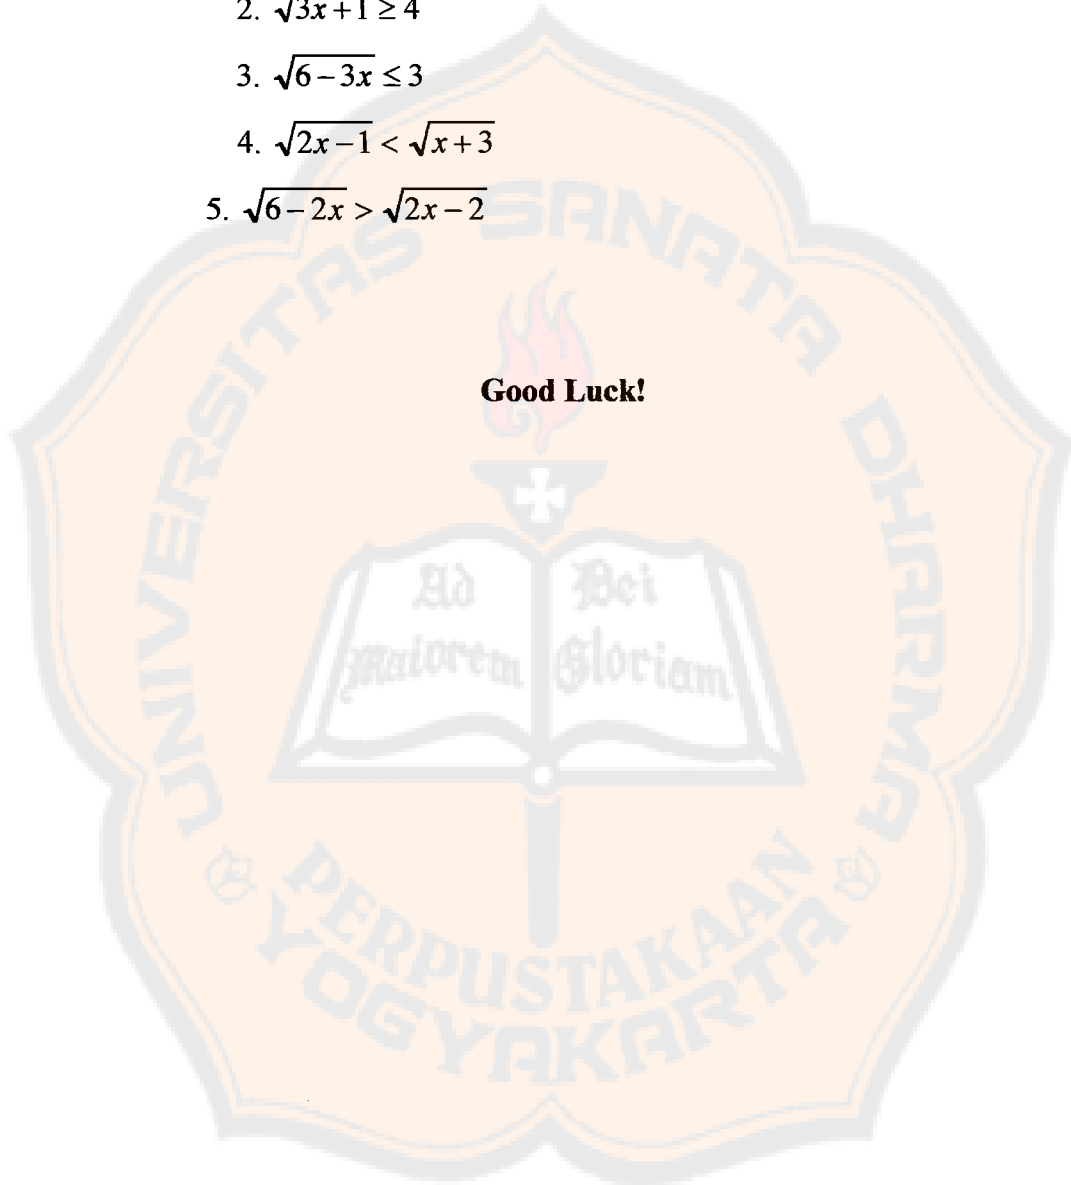 2. √3x+1 ≥ 4
3. √6−3x ≤ 3
4. √2x−1 < √x+3
5. √6−2x > √2x−2
Good Luck!
UNIVERSITAS SANATA DHARMA
Ad Dei
Maiorem Gloriam
PERPUSTAKAAN
YOGYAKARTA